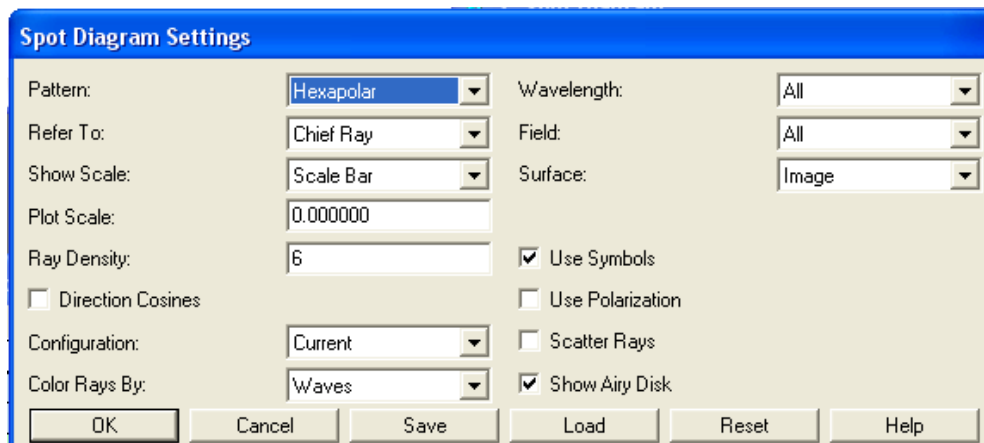 Spot Diagram Settings
Pattern: Hexapolar Wavelength: All
Refer To: Chief Ray Field: All
Show Scale: Scale Bar Surface: Image
Plot Scale: 0.000000
Ray Density: 6 Use Symbols
Direction Cosines Use Polarization
Configuration: Current Scatter Rays
Color Rays By: Waves Show Airy Disk
OK Cancel Save Load Reset Help